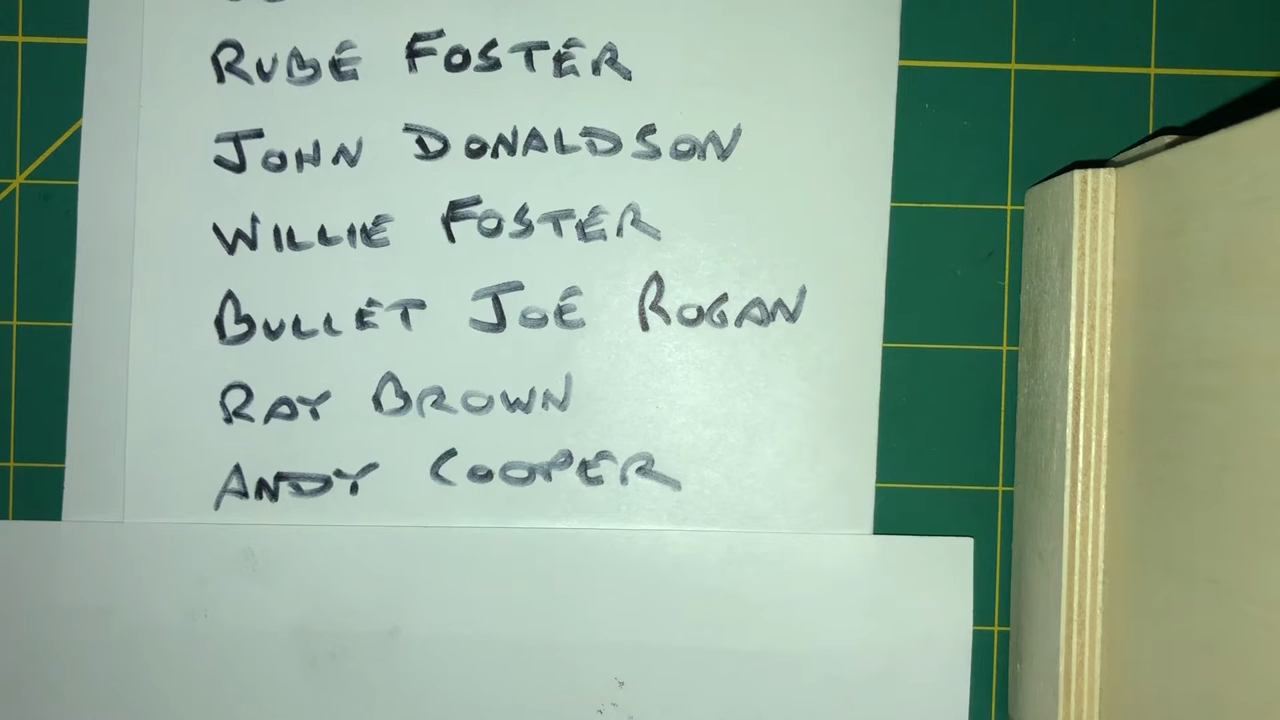 RUBE FOSTER
JOHN DONALDSON
WILLIE FOSTER
BULLET JOE ROGAN
RAY BROWN
ANDY COOPER